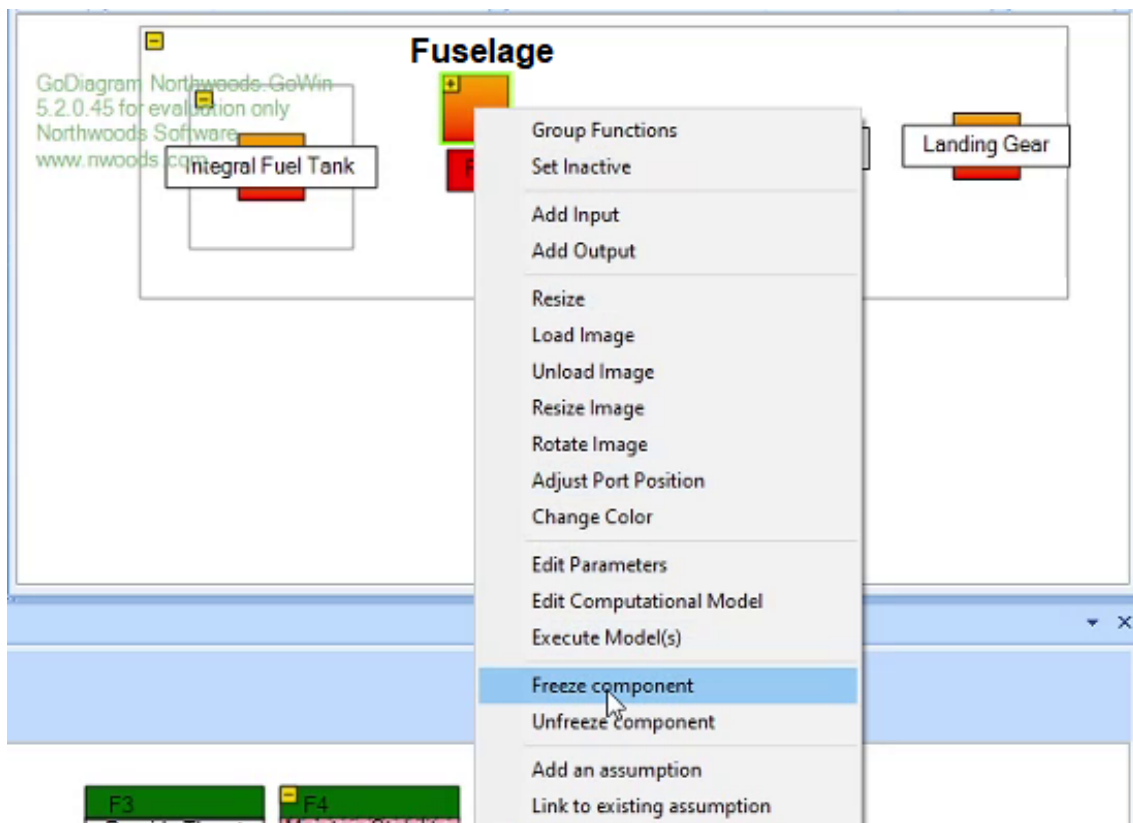 Fuselage
GoDiagram Northwoods.GoWin
5.2.0.45 for evaluation only
Northwoods Software
www.nwoods.com
Integral Fuel Tank
F
Landing Gear
Group Functions
Set Inactive
Add Input
Add Output
Resize
Load Image
Unload Image
Resize Image
Rotate Image
Adjust Port Position
Change Color
Edit Parameters
Edit Computational Model
Execute Model(s)
Freeze component
Unfreeze component
Add an assumption
Link to existing assumption
F3
F4